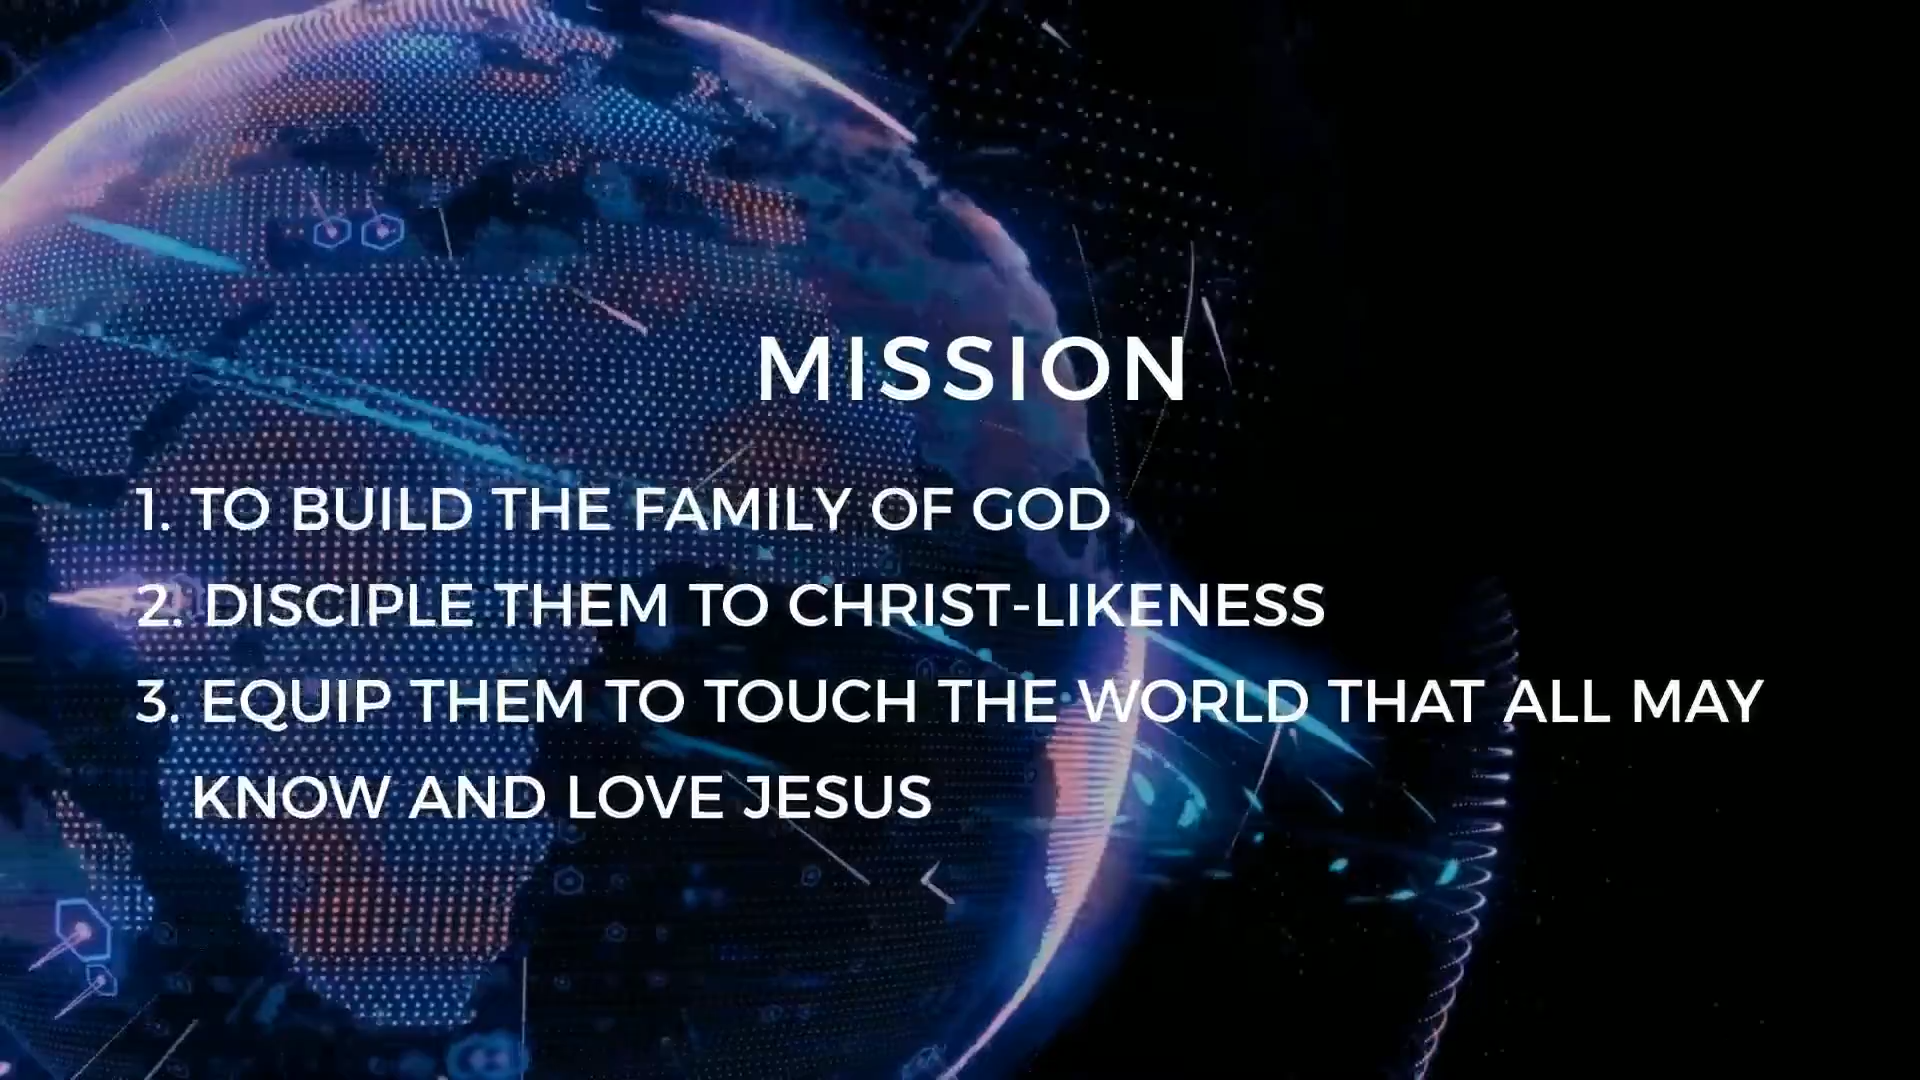 MISSION
1. TO BUILD THE FAMILY OF GOD
2. DISCIPLE THEM TO CHRIST-LIKENESS
3. EQUIP THEM TO TOUCH THE WORLD THAT ALL MAY
KNOW AND LOVE JESUS